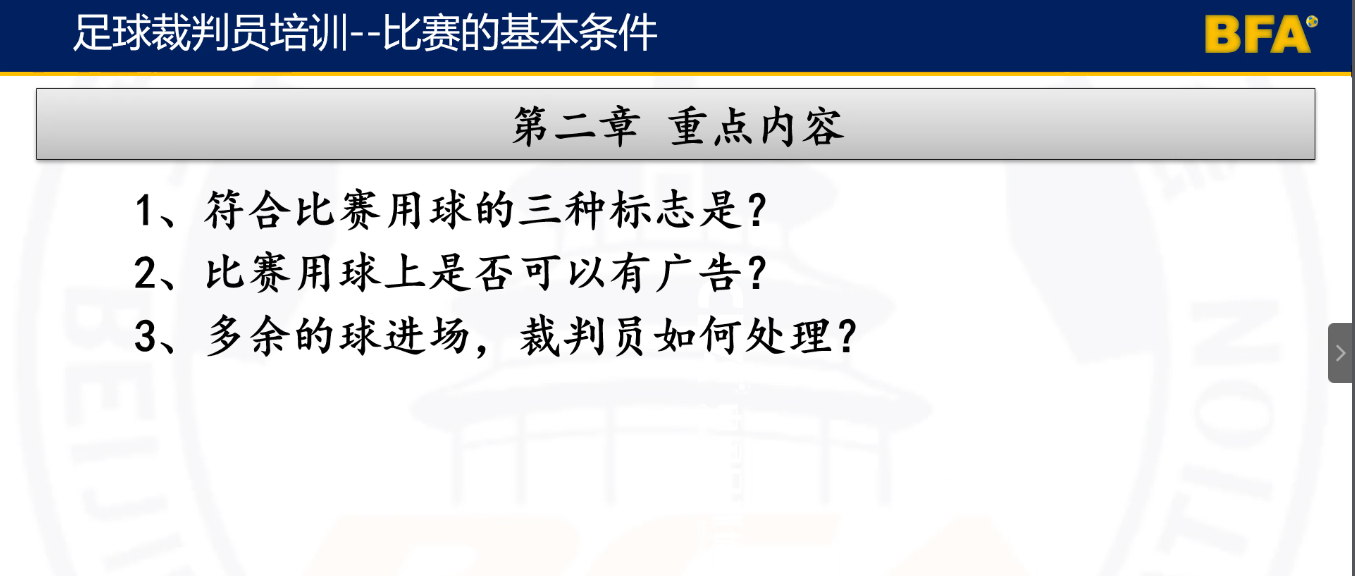 足球裁判员培训--比赛的基本条件
BFA
第二章 重点内容
1、符合比赛用球的三种标志是？
2、比赛用球上是否可以有广告？
3、多余的球进场，裁判员如何处理？